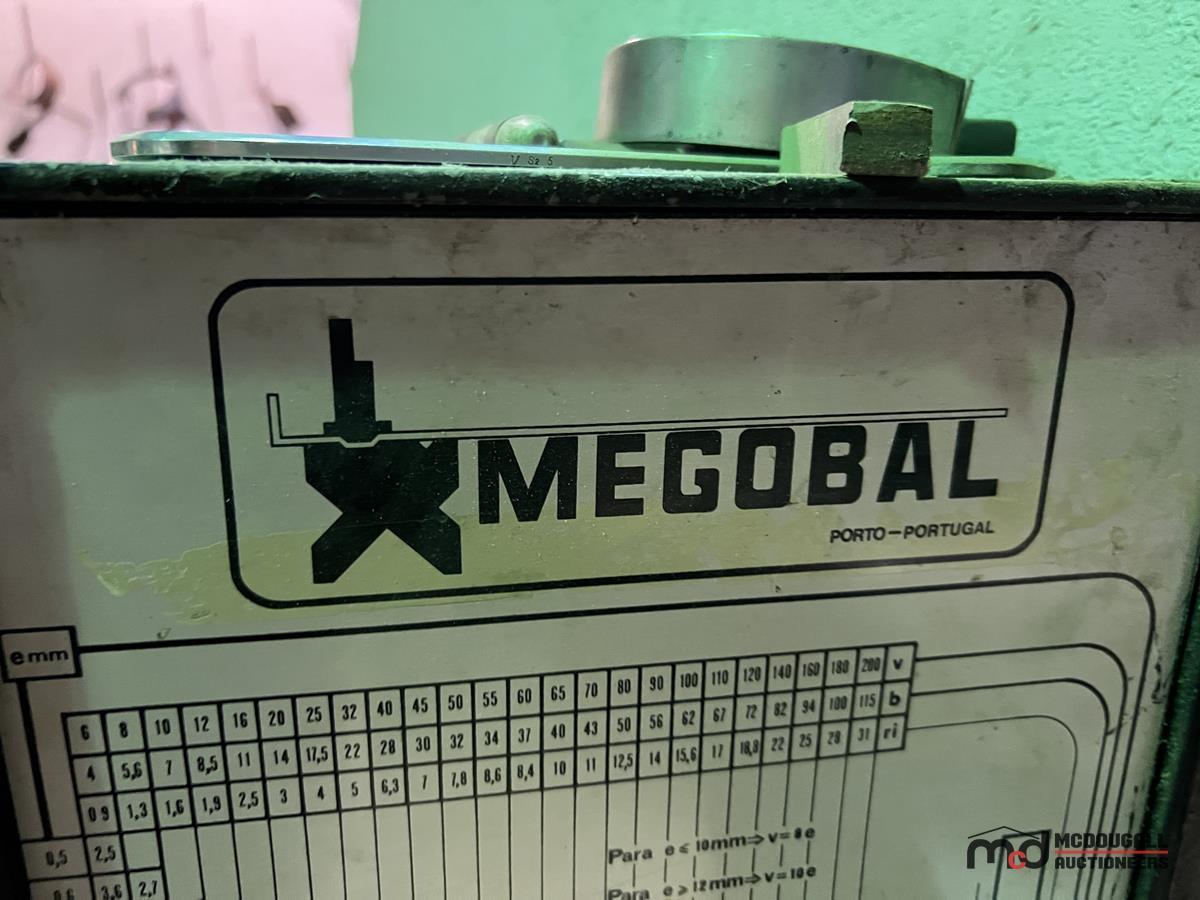 V S2 5
MEGOBAL
PORTO-PORTUGAL
e mm
6 8 10 12 16 20 25 32 40 45 50 55 60 65 70 80 90 100 110 120 140 160 180 200 v
4 5,6 7 8,5 11 14 17,5 22 28 30 32 34 37 40 43 50 56 62 67 72 82 94 100 115 b
0 9 1,3 1,6 1,9 2,5 3 4 5 6,3 7 7,8 8,6 8,4 10 11 12,5 14 15,6 17 18,8 22 25 28 31 ri
0,5 2,5
0,6 3,6 2,7
Para e ≤ 10mm⇒v=8 e
Para e > 12mm⇒v=10e
mcd MCDOUGALL
AUCTIONEERS